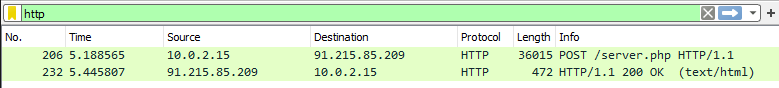 http
No. Time Source Destination Protocol Length Info
206 5.188565 10.0.2.15 91.215.85.209 HTTP 36015 POST /server.php HTTP/1.1
232 5.445807 91.215.85.209 10.0.2.15 HTTP 472 HTTP/1.1 200 OK (text/html)